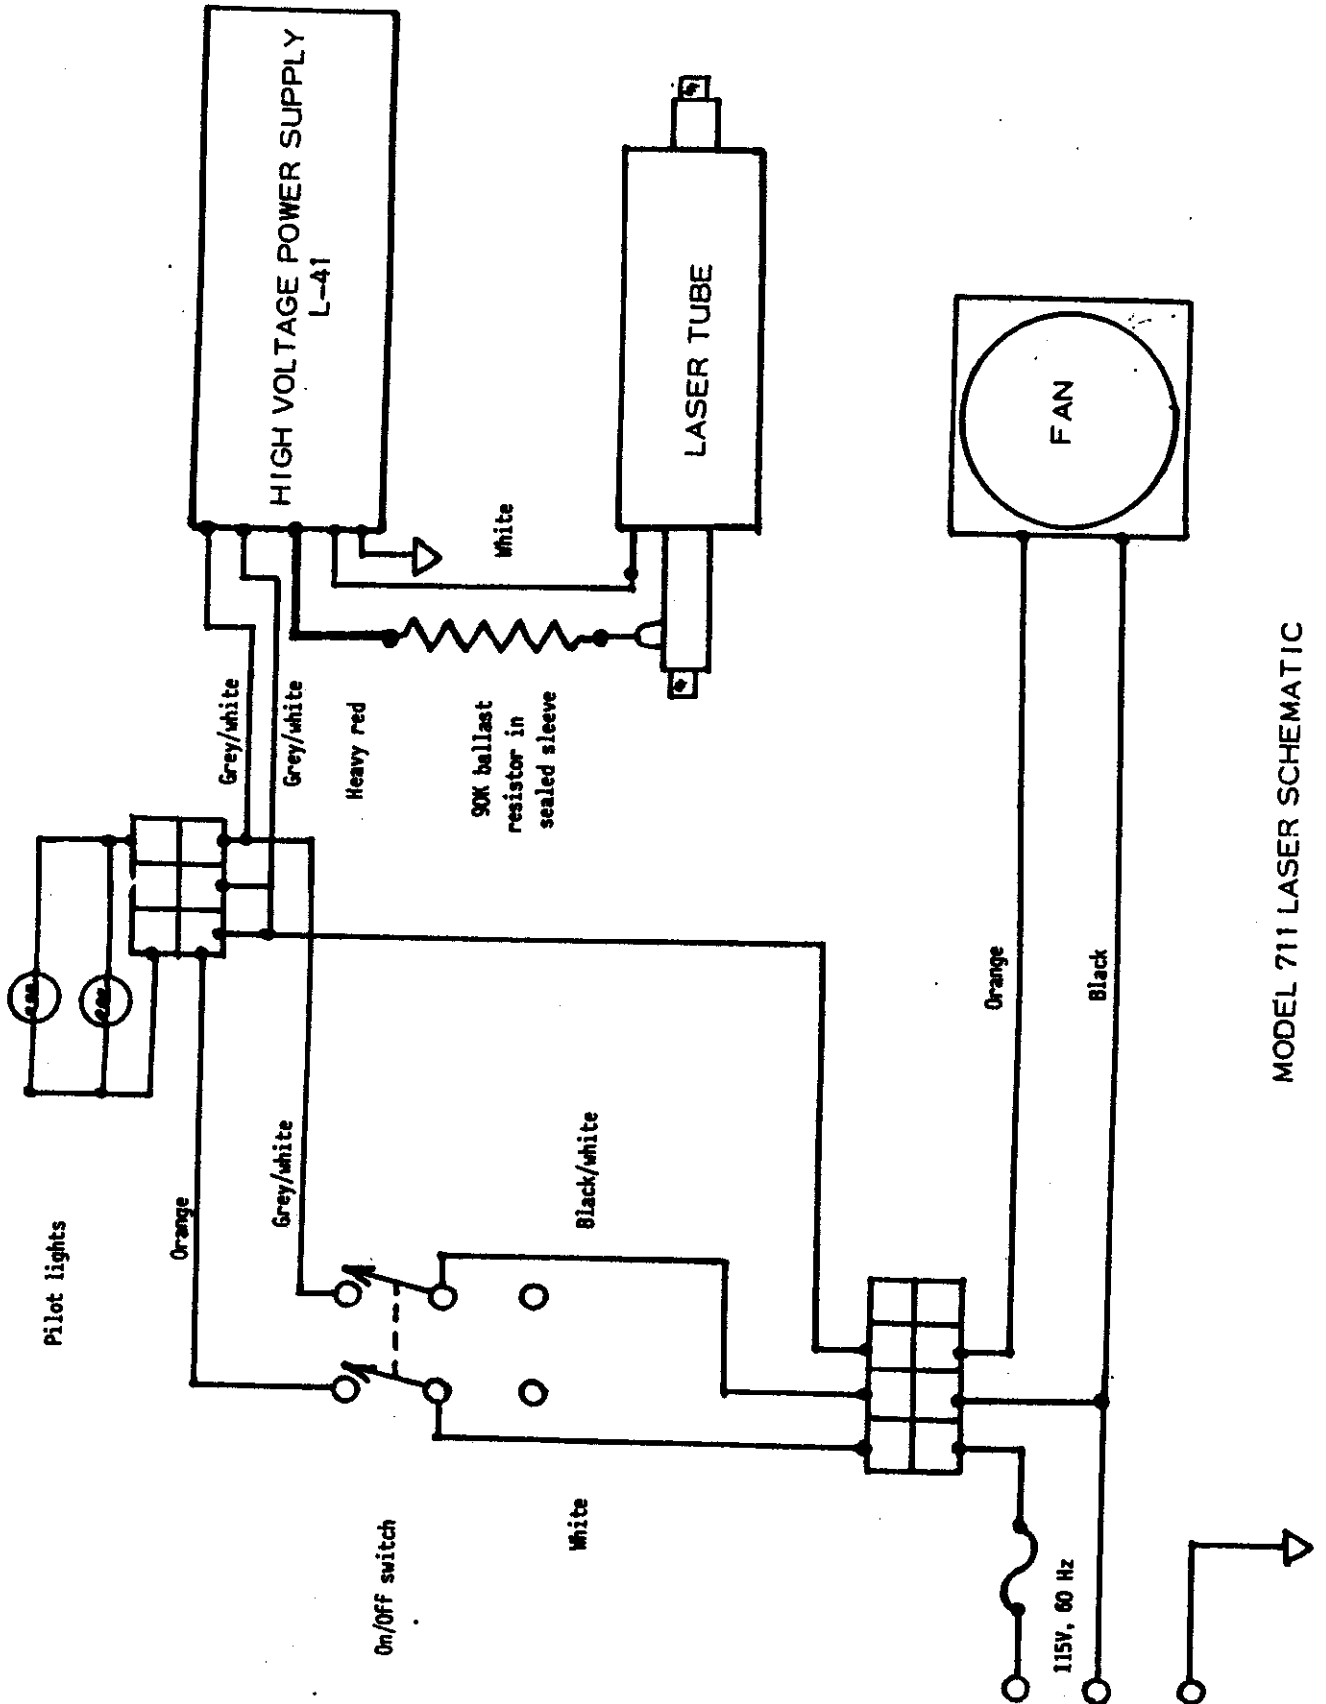 HIGH VOLTAGE POWER SUPPLY
L-41
LASER TUBE
FAN
White
Grey/white
Grey/white
Heavy red
90K ballast
resistor in
sealed sleeve
Pilot lights
Orange
Grey/white
Black/white
Orange
Black
On/Off switch
White
115V, 60 Hz
MODEL 711 LASER SCHEMATIC